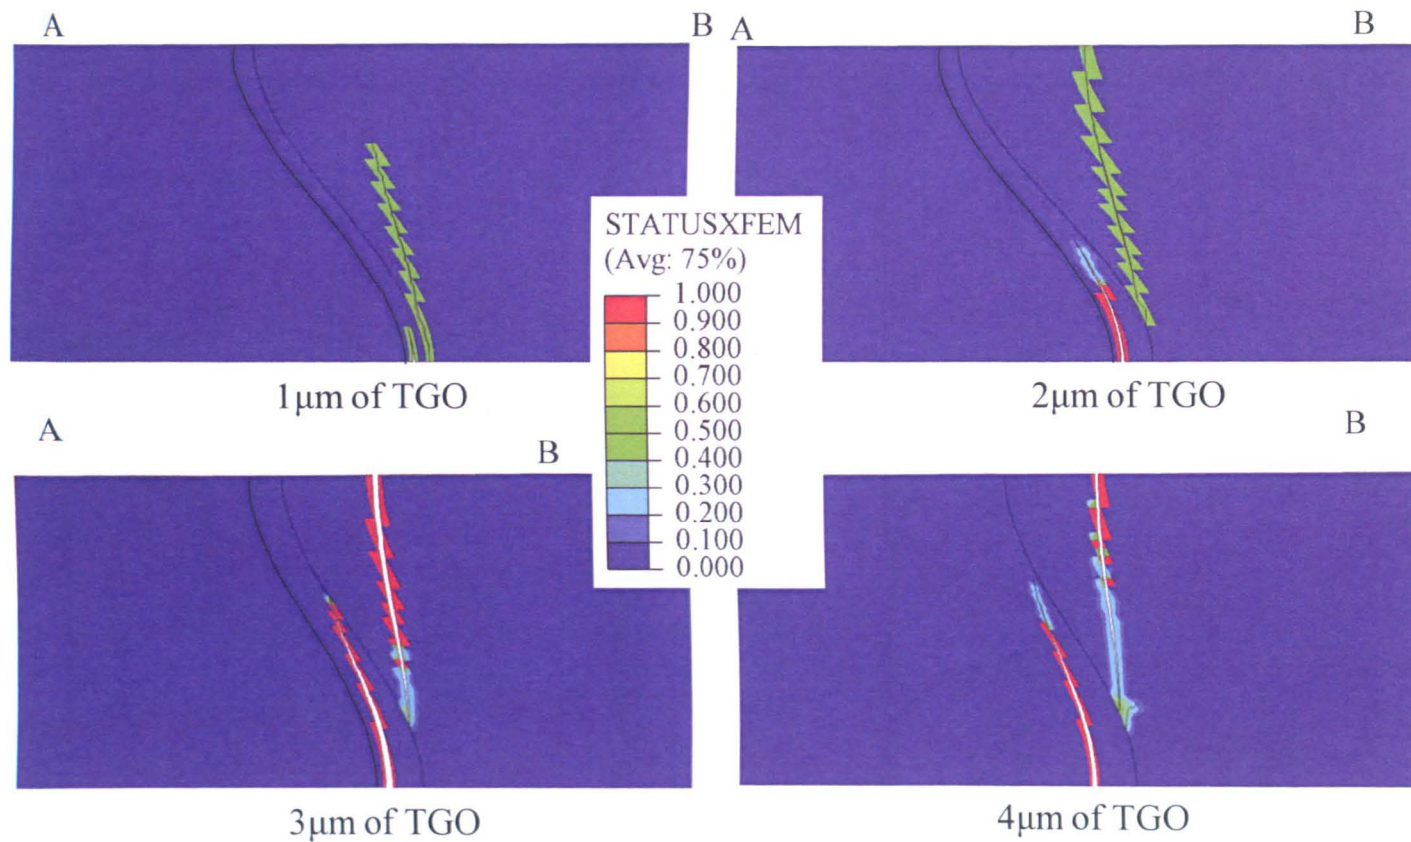 A
B
A
B
STATUSXFEM
(Avg: 75%)
1.000
0.900
0.800
0.700
0.600
0.500
0.400
0.300
0.200
0.100
0.000
1μm of TGO
2μm of TGO
A
B
B
3μm of TGO
4μm of TGO